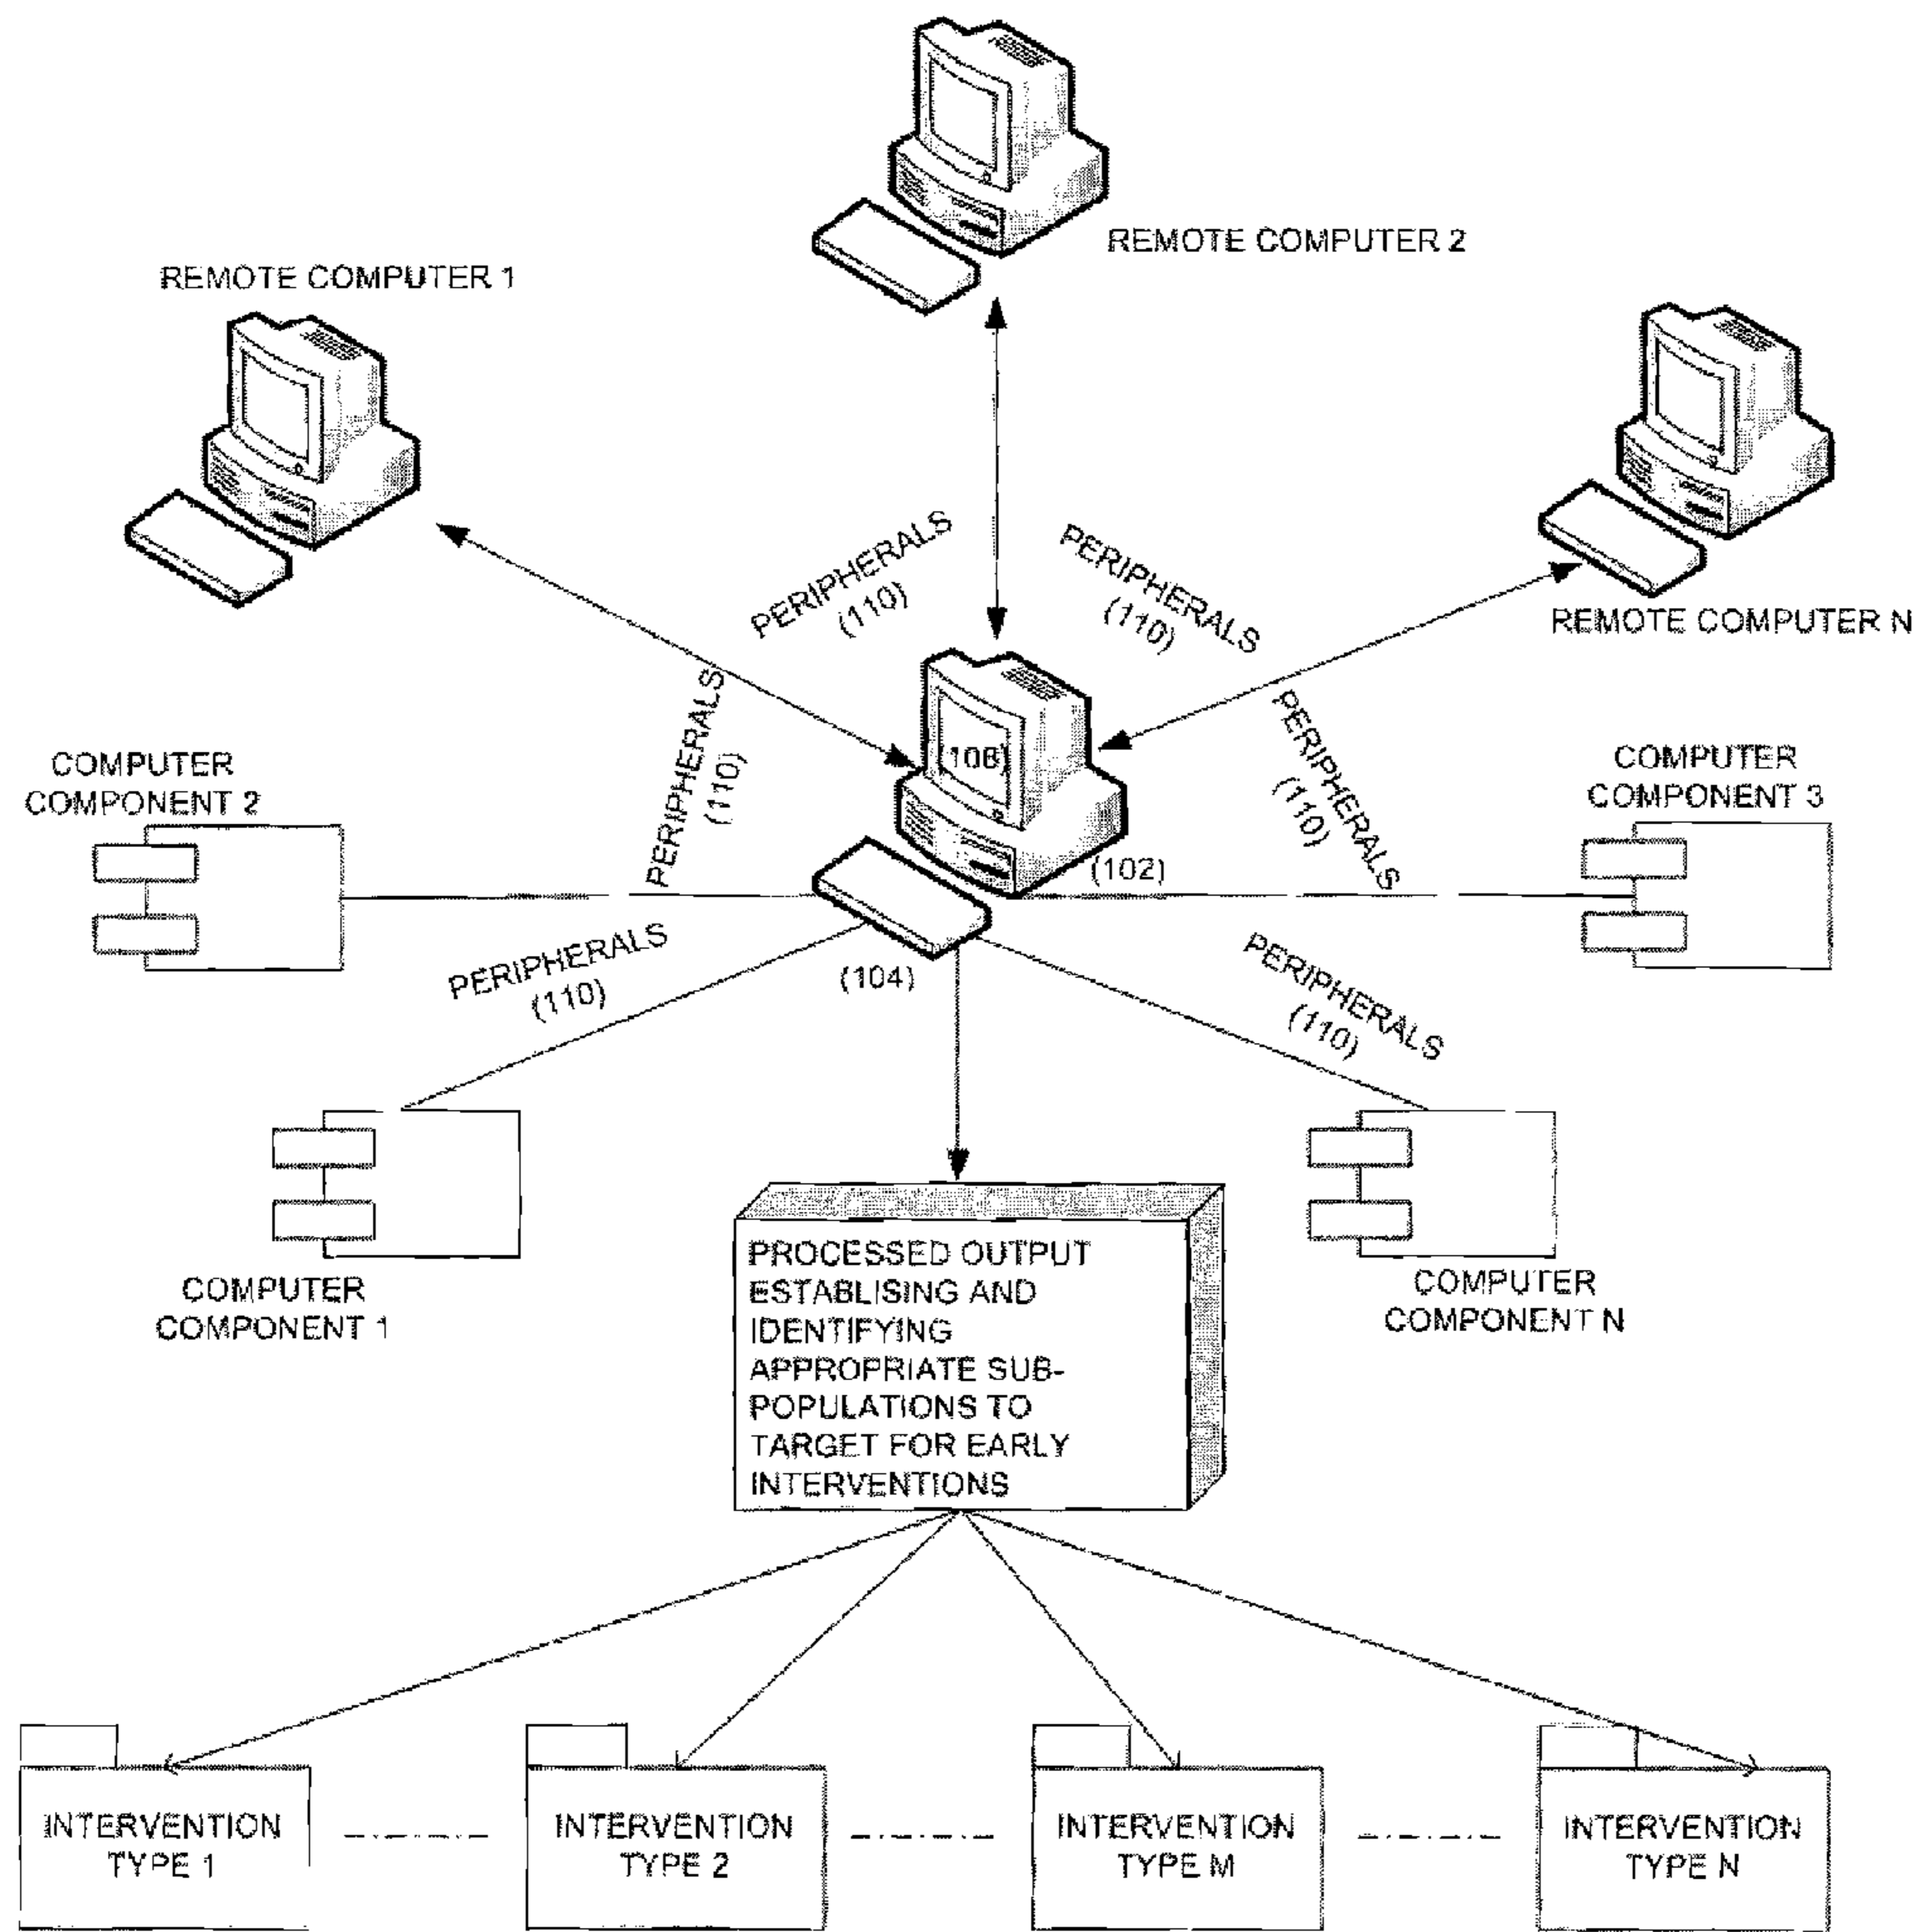 REMOTE COMPUTER 2
REMOTE COMPUTER 1
PERIPHERALS
(110)
PERIPHERALS
(110)
REMOTE COMPUTER N
PERIPHERALS
(110)
(108)
PERIPHERALS
(110)
COMPUTER
COMPONENT 2
COMPUTER
COMPONENT 3
(102)
PERIPHERALS
(110)
(104)
PERIPHERALS
(110)
COMPUTER
COMPONENT 1
COMPUTER
COMPONENT N
PROCESSED OUTPUT
ESTABLISING AND
IDENTIFYING
APPROPRIATE SUB-
POPULATIONS TO
TARGET FOR EARLY
INTERVENTIONS
INTERVENTION
TYPE 1
INTERVENTION
TYPE 2
INTERVENTION
TYPE M
INTERVENTION
TYPE N